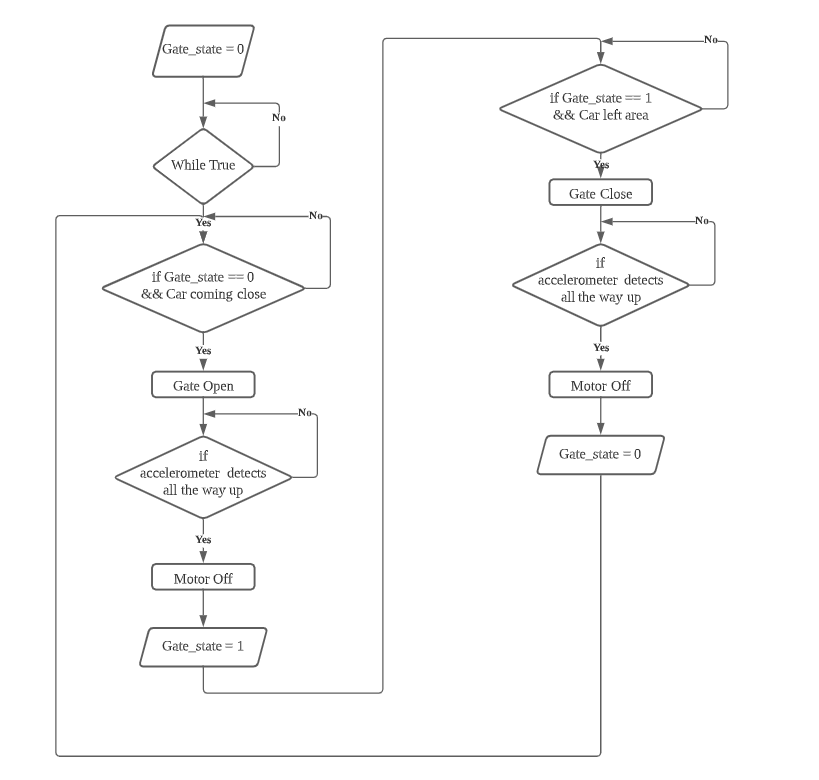 Gate_state = 0
No
While True
Yes
No
if Gate_state == 0
&& Car coming close
Yes
Gate Open
No
if
accelerometer detects
all the way up
Yes
Motor Off
Gate_state = 1
No
if Gate_state == 1
&& Car left area
Yes
Gate Close
No
if
accelerometer detects
all the way up
Yes
Motor Off
Gate_state = 0